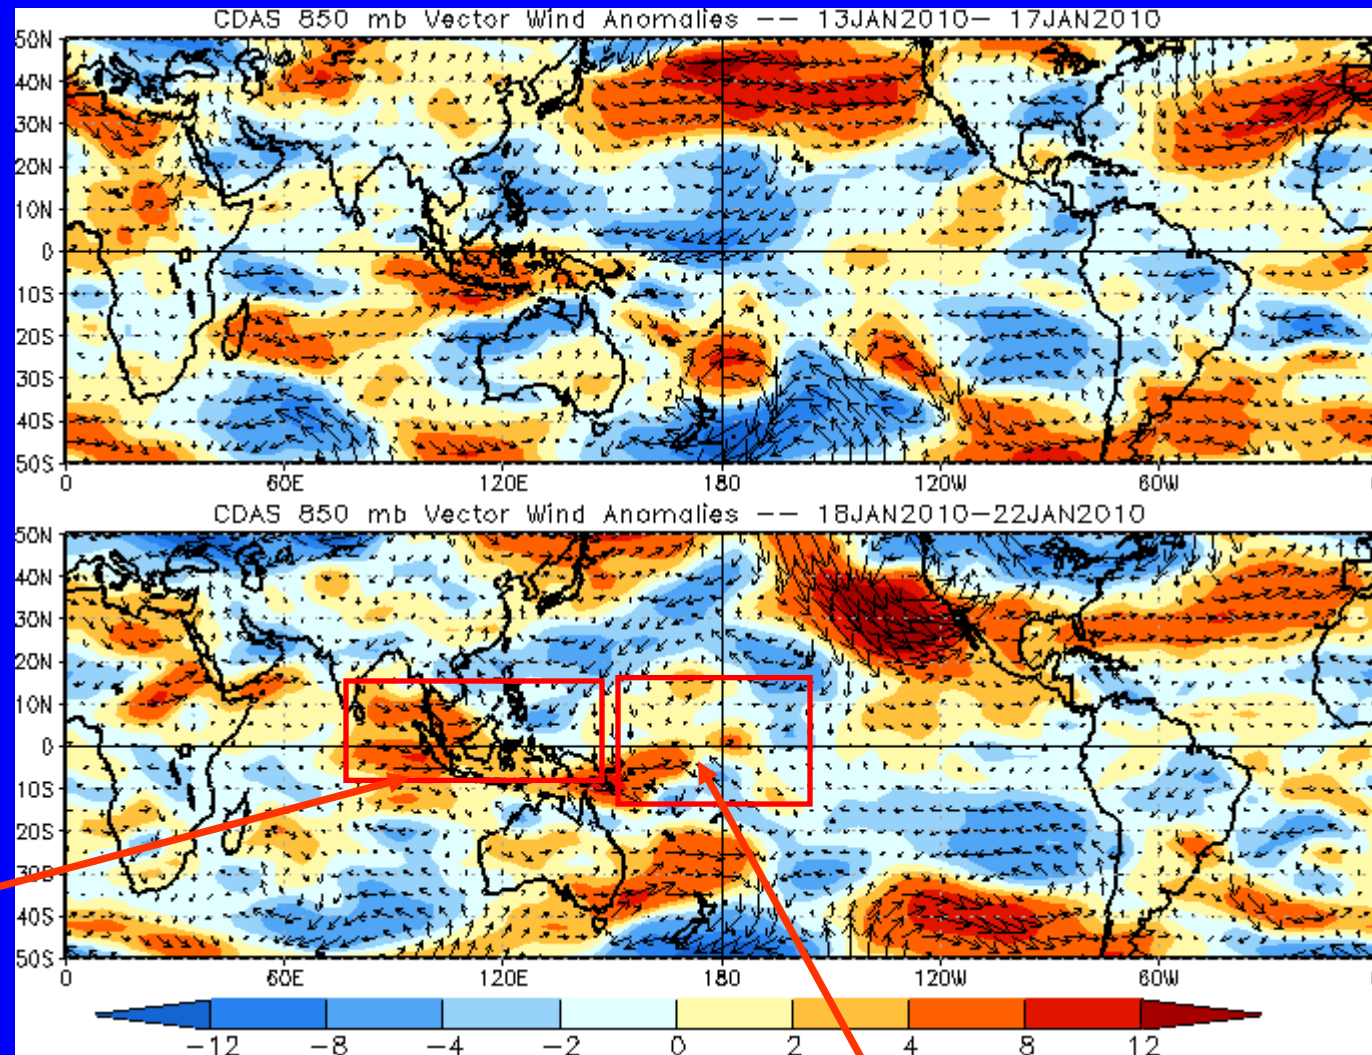 CDAS 850 mb Vector Wind Anomalies -- 13JAN2010- 17JAN2010
50N
40N
30N
20N
10N
0
10S
20S
30S
40S
50S
0 60E 120E 180 120W 60W
CDAS 850 mb Vector Wind Anomalies -- 18JAN2010-22JAN2010
50N
40N
30N
20N
10N
0
10S
20S
30S
40S
50S
0 60E 120E 180 120W 60W
-12 -8 -4 -2 0 2 4 8 12